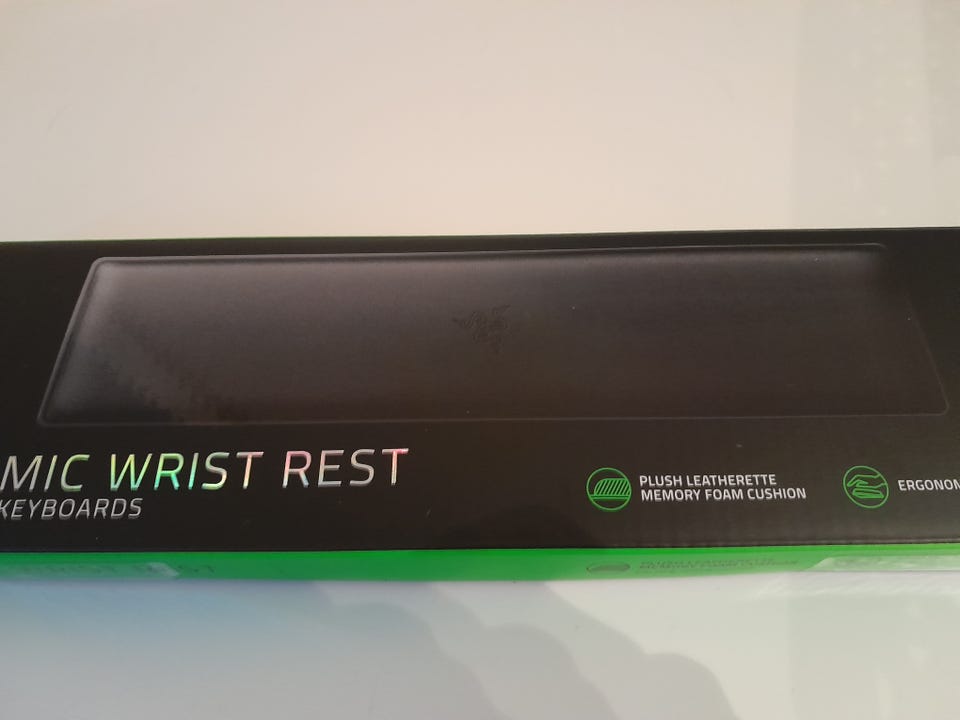 MIC WRIST REST
KEYBOARDS
PLUSH LEATHERETTE
MEMORY FOAM CUSHION
ERGONOM